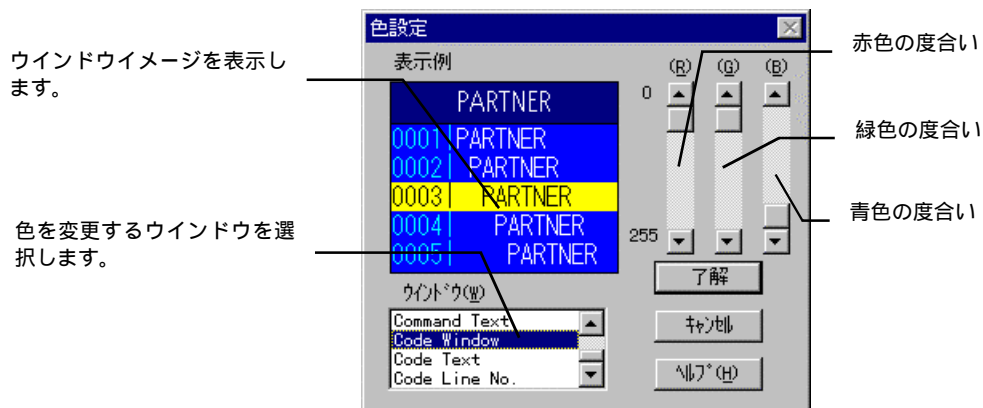 色設定
表示例
ウインドウイメージを表示し
ます。
PARTNER
0001 PARTNER
0002 PARTNER
0003 PARTNER
0004 PARTNER
0005 PARTNER
色を変更するウインドウを選
択します。
ｳｲﾝﾄﾞｳ(W)
Command Text
Code Window
Code Text
Code Line No.
(R) (G) (B)
0
255
赤色の度合い
緑色の度合い
青色の度合い
了解
ｷｬﾝｾﾙ
ﾍﾙﾌﾟ(H)